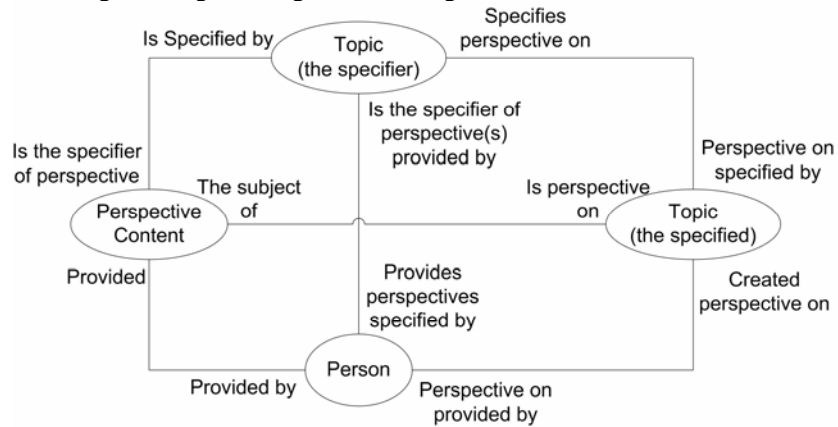 Is Specified by
Topic
(the specifier)
Specifies
perspective on
Is the specifier of
perspective(s)
provided by
Is the specifier
of perspective
Perspective on
specified by
The subject
of
Is perspective
on
Perspective
Content
Topic
(the specified)
Provided
Provides
perspectives
specified by
Created
perspective on
Person
Provided by
Perspective on
provided by